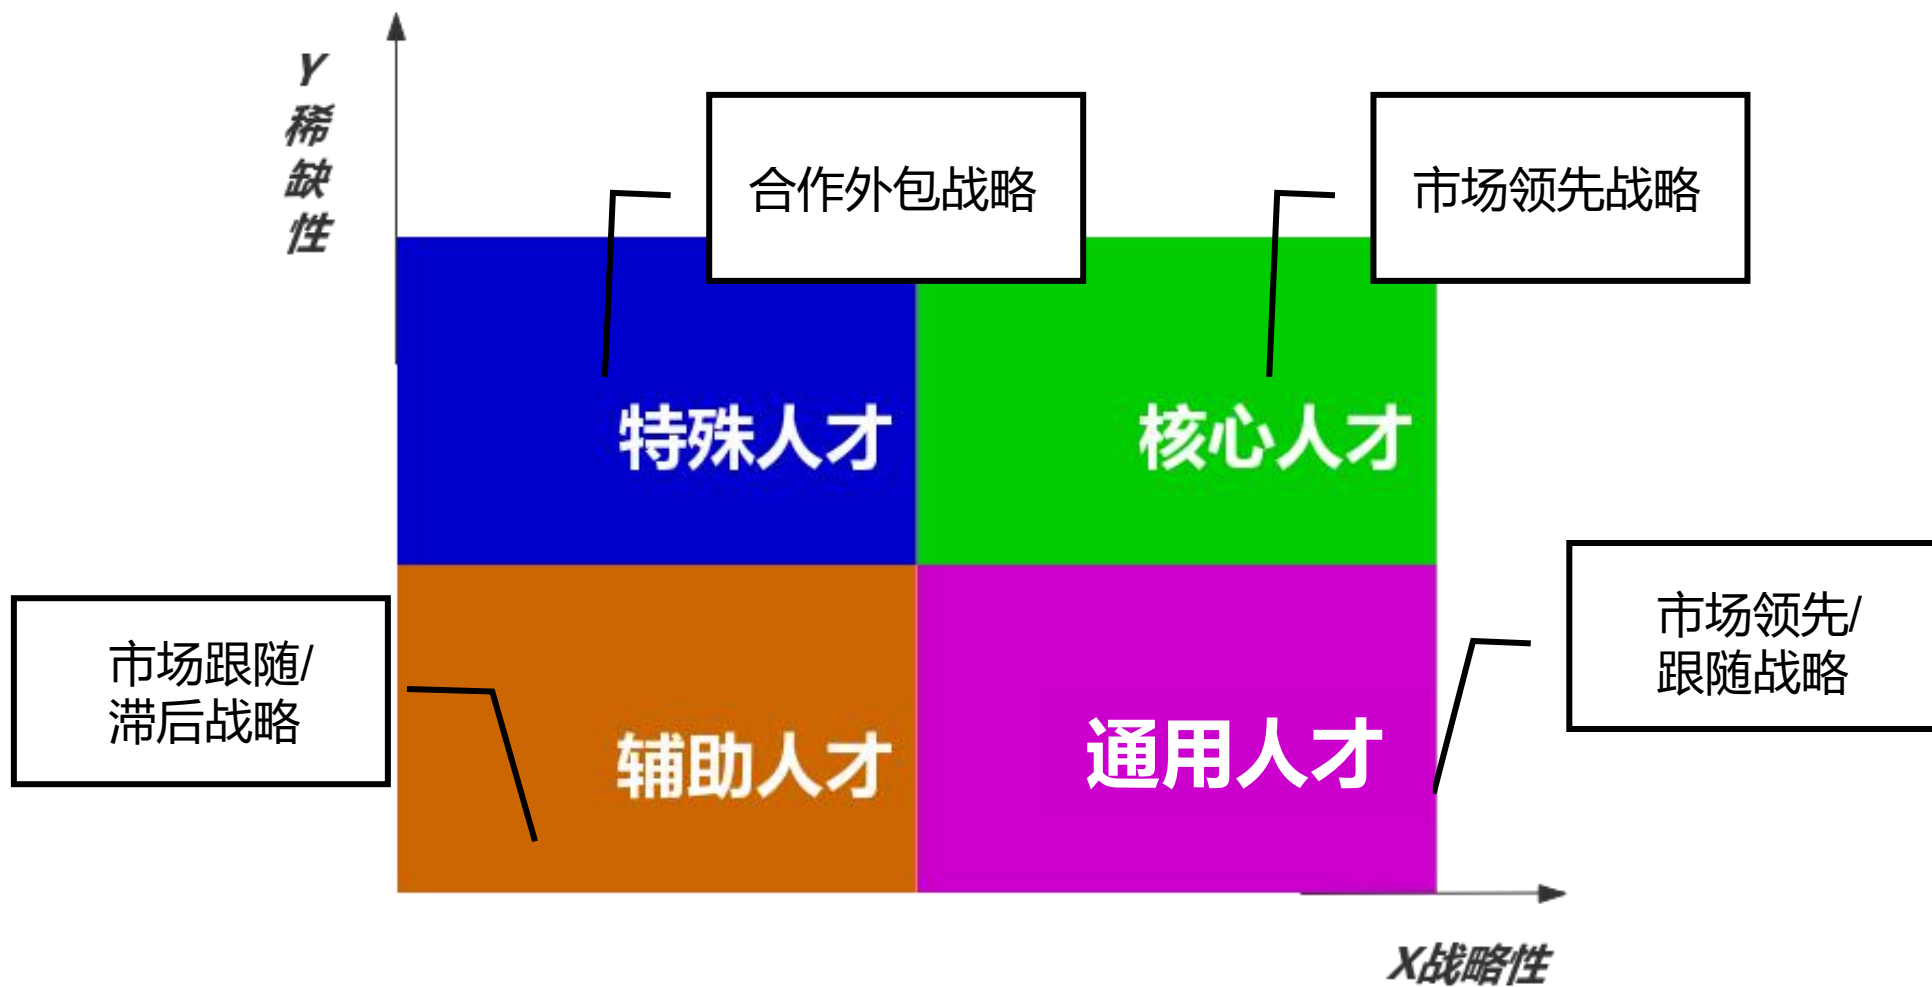 Y
稀
缺
性
合作外包战略
市场领先战略
特殊人才
核心人才
市场跟随/
滞后战略
市场领先/
跟随战略
辅助人才
通用人才
X战略性